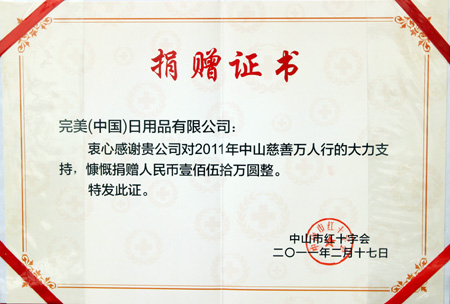 捐赠证书
完美(中国)日用品有限公司：
衷心感谢贵公司对2011年中山慈善万人行的大力支
持，慷慨捐赠人民币壹佰伍拾万圆整。
特发此证。
中山市红十字会
二〇一一年二月十七日